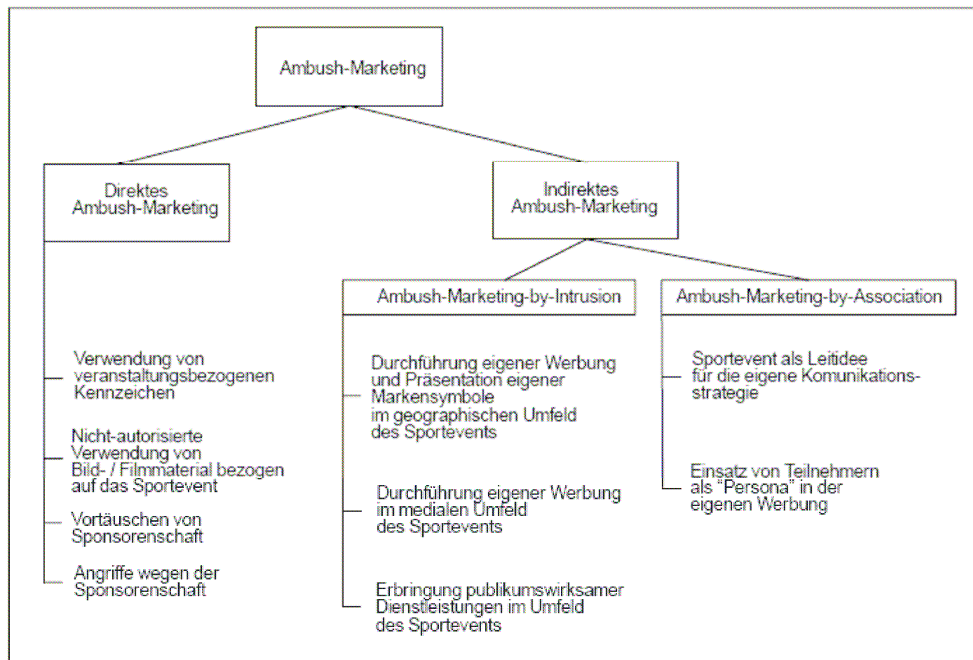 Ambush-Marketing
Direktes
Ambush-Marketing
Indirektes
Ambush-Marketing
Verwendung von
veranstaltungsbezogenen
Kennzeichen
Nicht-autorisierte
Verwendung von
Bild- / Filmmaterial bezogen
auf das Sportevent
Vortäuschen von
Sponsorenschaft
Angriffe wegen der
Sponsorenschaft
Ambush-Marketing-by-Intrusion
Durchführung eigener Werbung
und Präsentation eigener
Markensymbole
im geographischen Umfeld
des Sportevents
Durchführung eigener Werbung
im medialen Umfeld
des Sportevents
Erbringung publikumswirksamer
Dienstleistungen im Umfeld
des Sportevents
Ambush-Marketing-by-Association
Sportevent als Leitidee
für die eigene Komunikations-
strategie
Einsatz von Teilnehmern
als "Persona" in der
eigenen Werbung